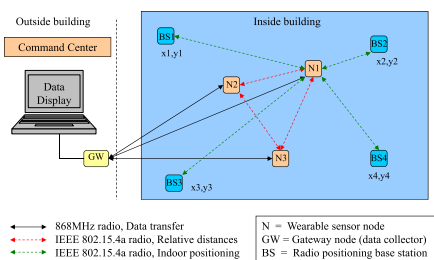 Outside building
Inside building
Command Center
Data
Display
GW
BS1
x1,y1
BS2
x2,y2
N1
N2
N3
BS3
x3,y3
BS4
x4,y4
868MHz radio, Data transfer
IEEE 802.15.4a radio, Relative distances
IEEE 802.15.4a radio, Indoor positioning
N = Wearable sensor node
GW = Gateway node (data collector)
BS = Radio positioning base station